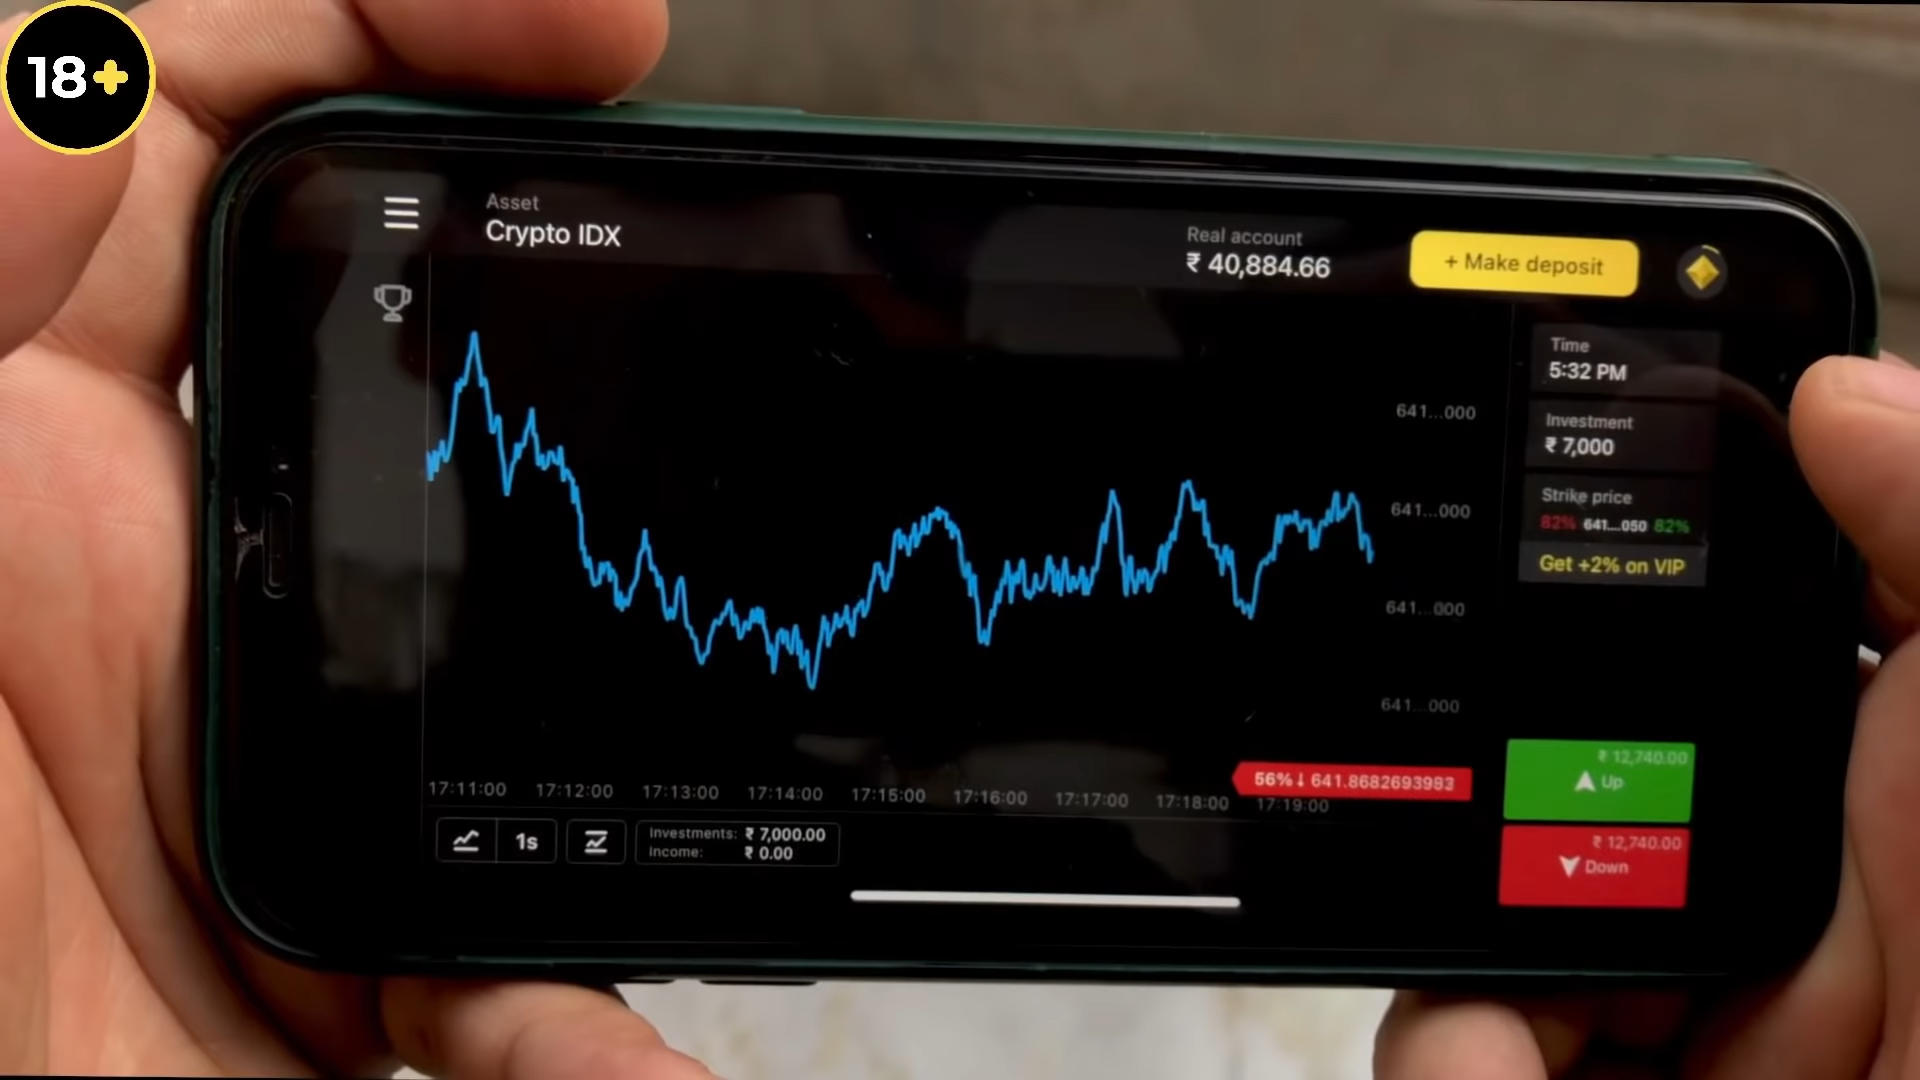 18+
Asset
Crypto IDX
Real account
₹ 40,884.66
+ Make deposit
Time
5:32 PM
Investment
₹ 7,000
Strike price
82% 641....050 82%
Get +2% on VIP
641...000
641...000
641...000
641...000
56%↓ 641.8682693983
17:11:00 17:12:00 17:13:00 17:14:00 17:15:00 17:16:00 17:17:00 17:18:00 17:19:00
1s
Investments: ₹ 7,000.00
Income: ₹ 0.00
₹ 12,740.00
Up
₹ 12,740.00
Down